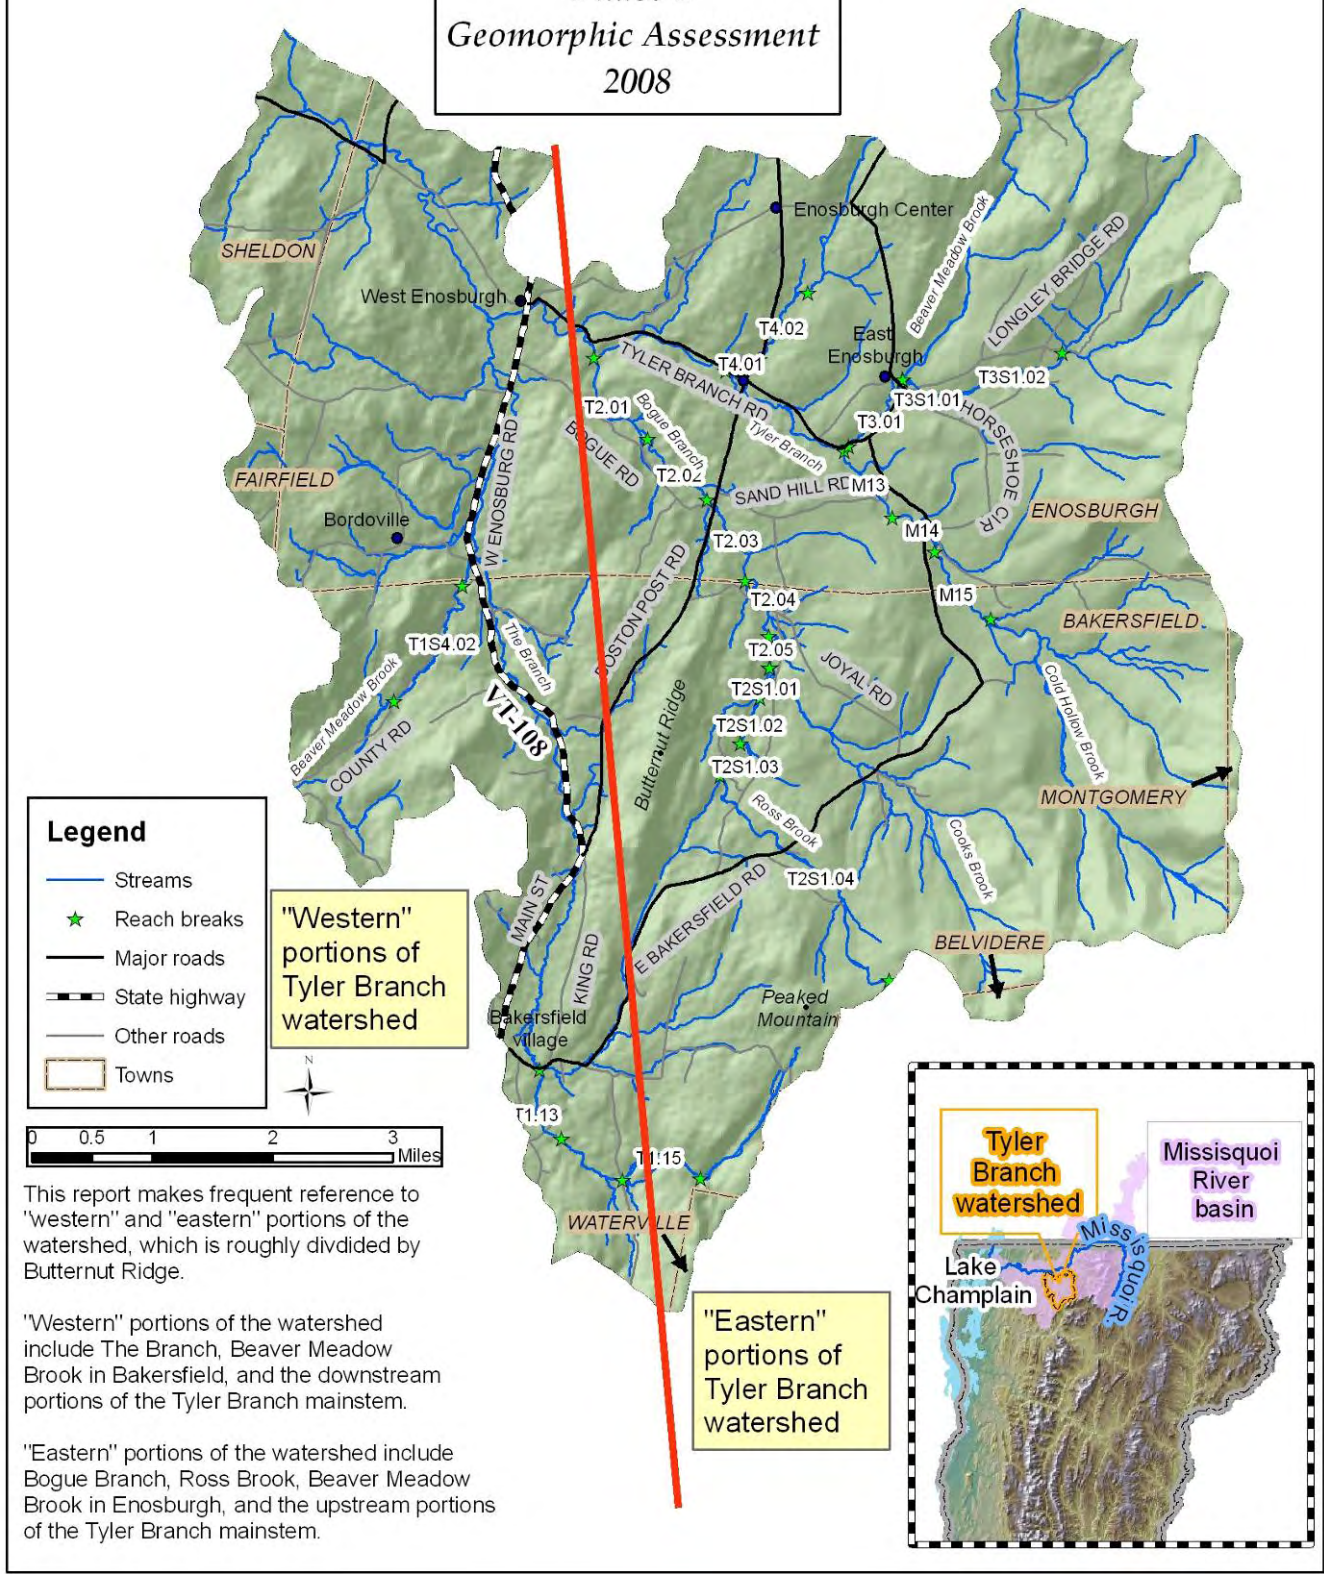 Geomorphic Assessment
2008
SHELDON
Enosburgh Center
West Enosburgh
Beaver Meadow Brook
LONGLEY BRIDGE RD
T4.02
East
Enosburgh
T4.01
TYLER BRANCH RD
T3S1.02
T3S1.01
HORSESHOE CIR
T2.01
Bogue Branch
Tyler Branch
T3.01
BOGUE RD
T2.02
SAND HILL RD
M13
W ENOSBURG RD
FAIRFIELD
Bordoville
ENOSBURGH
M14
T2.03
BOSTON POST RD
T2.04
M15
BAKERSFIELD
T1S4.02
The Branch
T2.05
JOYAL RD
Beaver Meadow Brook
COUNTY RD
VT-108
T2S1.01
Butternut Ridge
T2S1.02
T2S1.03
Cold Hollow Brook
MONTGOMERY
Ross Brook
Cooks Brook
T2S1.04
MAIN ST
KING RD
E BAKERSFIELD RD
BELVIDERE
Peaked
Mountain
Bakersfield
village
T1.13
T1.15
WATERVILLE
Legend
Streams
Reach breaks
Major roads
State highway
Other roads
Towns
"Western"
portions of
Tyler Branch
watershed
N
0 0.5 1 2 3
Miles
This report makes frequent reference to
"western" and "eastern" portions of the
watershed, which is roughly divdided by
Butternut Ridge.
"Western" portions of the watershed
include The Branch, Beaver Meadow
Brook in Bakersfield, and the downstream
portions of the Tyler Branch mainstem.
"Eastern" portions of the watershed include
Bogue Branch, Ross Brook, Beaver Meadow
Brook in Enosburgh, and the upstream portions
of the Tyler Branch mainstem.
"Eastern"
portions of
Tyler Branch
watershed
Tyler
Branch
watershed
Missisquoi
River
basin
Missisquoi R.
Lake
Champlain